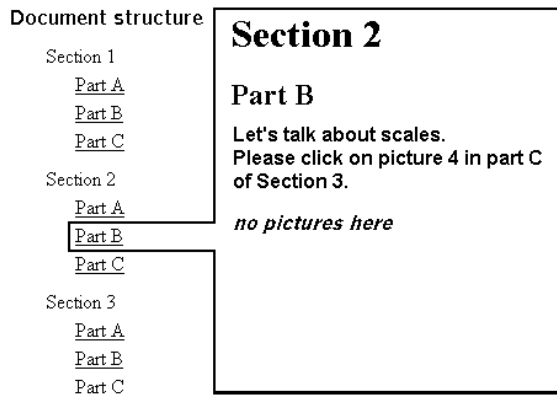 Document structure
Section 1
Part A
Part B
Part C
Section 2
Part A
Part B
Part C
Section 3
Part A
Part B
Part C
Section 2
Part B
Let's talk about scales.
Please click on picture 4 in part C
of Section 3.
no pictures here